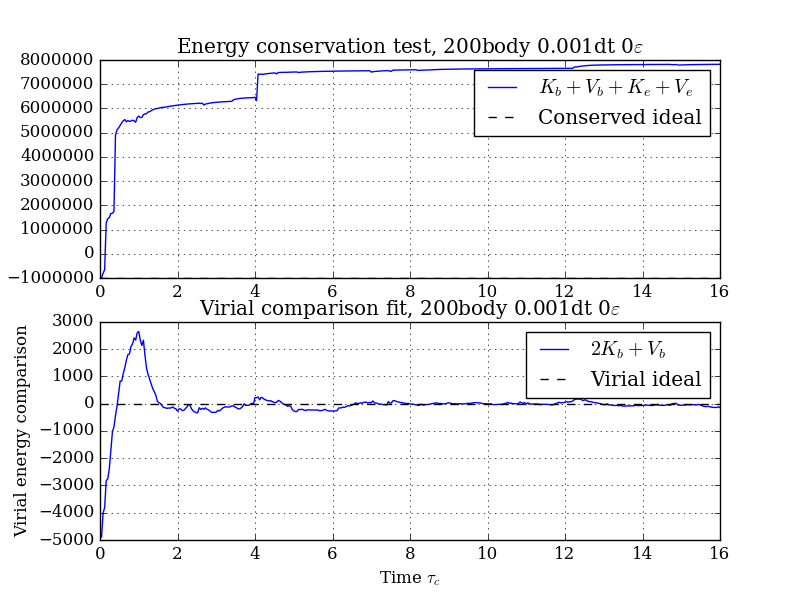 Energy conservation test, 200body 0.001dt 0ε
8000000
7000000
6000000
5000000
4000000
3000000
2000000
1000000
0
−1000000
K_b + V_b + K_e + V_e
Conserved ideal
0 2 4 6 8 10 12 14 16
Virial comparison fit, 200body 0.001dt 0ε
Virial energy comparison
3000
2000
1000
0
−1000
−2000
−3000
−4000
−5000
2K_b + V_b
Virial ideal
0 2 4 6 8 10 12 14 16
Time τ_c